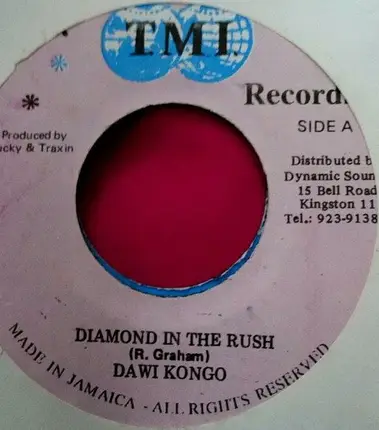 TMI
Record
SIDE A
Produced by
ucky & Traxin
Distributed b
Dynamic Soun
15 Bell Road
Kingston 11
Tel.: 923-9138
DIAMOND IN THE RUSH
(R. Graham)
DAWI KONGO
MADE IN JAMAICA - ALL RIGHTS RESERVED